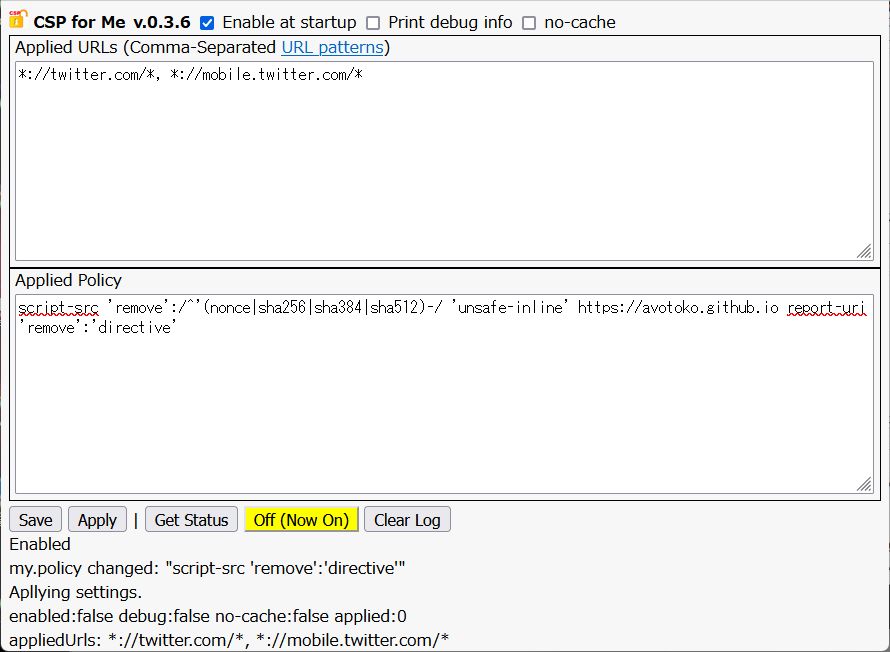 CSP
CSP for Me v.0.3.6 Enable at startup Print debug info no-cache
Applied URLs (Comma-Separated URL patterns)
*://twitter.com/*, *://mobile.twitter.com/*
Applied Policy
script-src 'remove':/^'(nonce|sha256|sha384|sha512)-/ 'unsafe-inline' https://avotoko.github.io report-uri
'remove':'directive'
Save Apply | Get Status Off (Now On) Clear Log
Enabled
my.policy changed: "script-src 'remove':'directive'"
Apllying settings.
enabled:false debug:false no-cache:false applied:0
appliedUrls: *://twitter.com/*, *://mobile.twitter.com/*